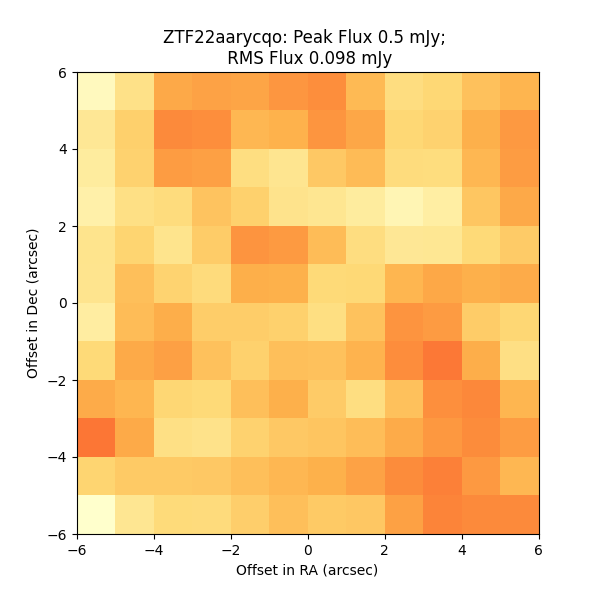 ZTF22aarycqo: Peak Flux 0.5 mJy;
RMS Flux 0.098 mJy
6
4
2
0
−2
−4
−6
Offset in Dec (arcsec)
−6 −4 −2 0 2 4 6
Offset in RA (arcsec)